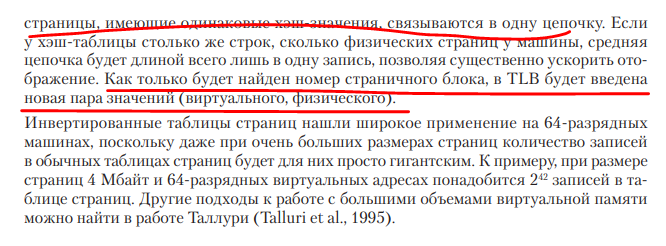 страницы, имеющие одинаковые хэш-значения, связываются в одну цепочку. Если
у хэш-таблицы столько же строк, сколько физических страниц у машины, средняя
цепочка будет длиной всего лишь в одну запись, позволяя существенно ускорить ото-
бражение. Как только будет найден номер страничного блока, в TLB будет введена
новая пара значений (виртуального, физического).
Инвертированные таблицы страниц нашли широкое применение на 64-разрядных
машинах, поскольку даже при очень больших размерах страниц количество записей
в обычных таблицах страниц будет для них просто гигантским. К примеру, при размере
страниц 4 Мбайт и 64-разрядных виртуальных адресах понадобится 2⁴² записей в та-
блице страниц. Другие подходы к работе с большими объемами виртуальной памяти
можно найти в работе Таллури (Talluri et al., 1995).